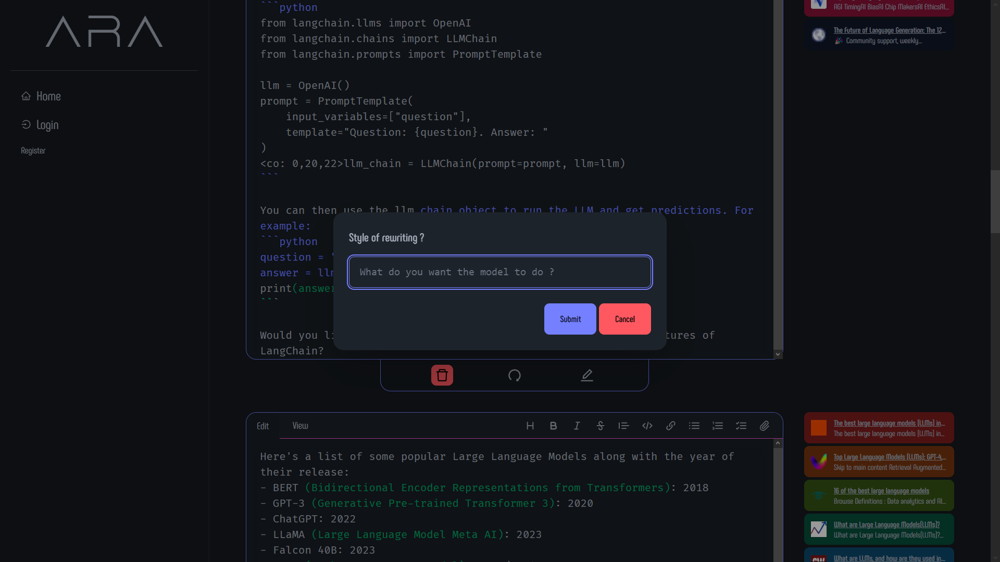 ARA
Home
Login
Register
```python
from langchain.llms import OpenAI
from langchain.chains import LLMChain
from langchain.prompts import PromptTemplate
llm = OpenAI()
prompt = PromptTemplate(
input_variables=["question"],
template="Question: {question}. Answer: "
)
<co: 0,20,22>llm_chain = LLMChain(prompt=prompt, llm=llm)
```
You can then use the llm chain object to run the LLM and get predictions. For
example:
```python
question = '
answer = llm
print(answer
```
Would you li
tures of
LangChain?
Style of rewriting ?
What do you want the model to do ?
Submit
Cancel
Edit
View
Here's a list of some popular Large Language Models along with the year of
their release:
- BERT (Bidirectional Encoder Representations from Transformers): 2018
- GPT-3 (Generative Pre-trained Transformer 3): 2020
- ChatGPT: 2022
- LLaMA (Large Language Model Meta AI): 2023
- Falcon 40B: 2023
AGI TimingAI BiasAI Chip MakersAI EthicsAI...
The Future of Language Generation: The 12...
🎉 Community support, weekly...
The best large language models (LLMs) in...
The best large language models (LLMs) in...
Top Large Language Models (LLMs): GPT-4,...
Skip to main content Retrieval Augmented...
16 of the best large language models
Browse Definitions : Data analytics and AI...
What are Large Language Models(LLMs)?
What are Large Language Models(LLMs)?...
What are LLMs, and how are they used in...